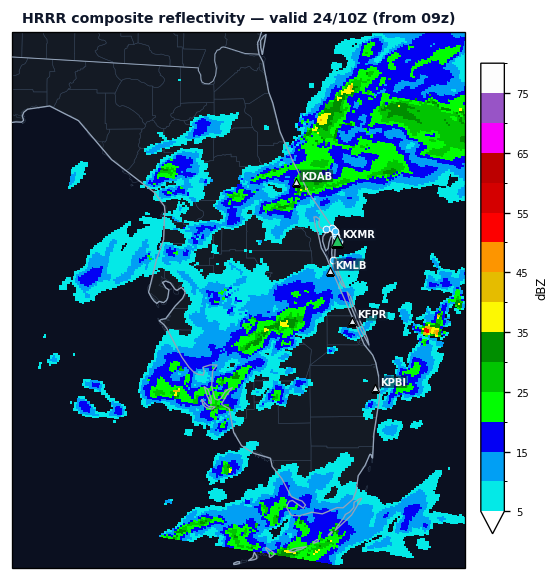 HRRR composite reflectivity — valid 24/10Z (from 09z)
KDAB
KXMR
KMLB
KFPR
KPBI
75
65
55
45
35
25
15
5
dBZ